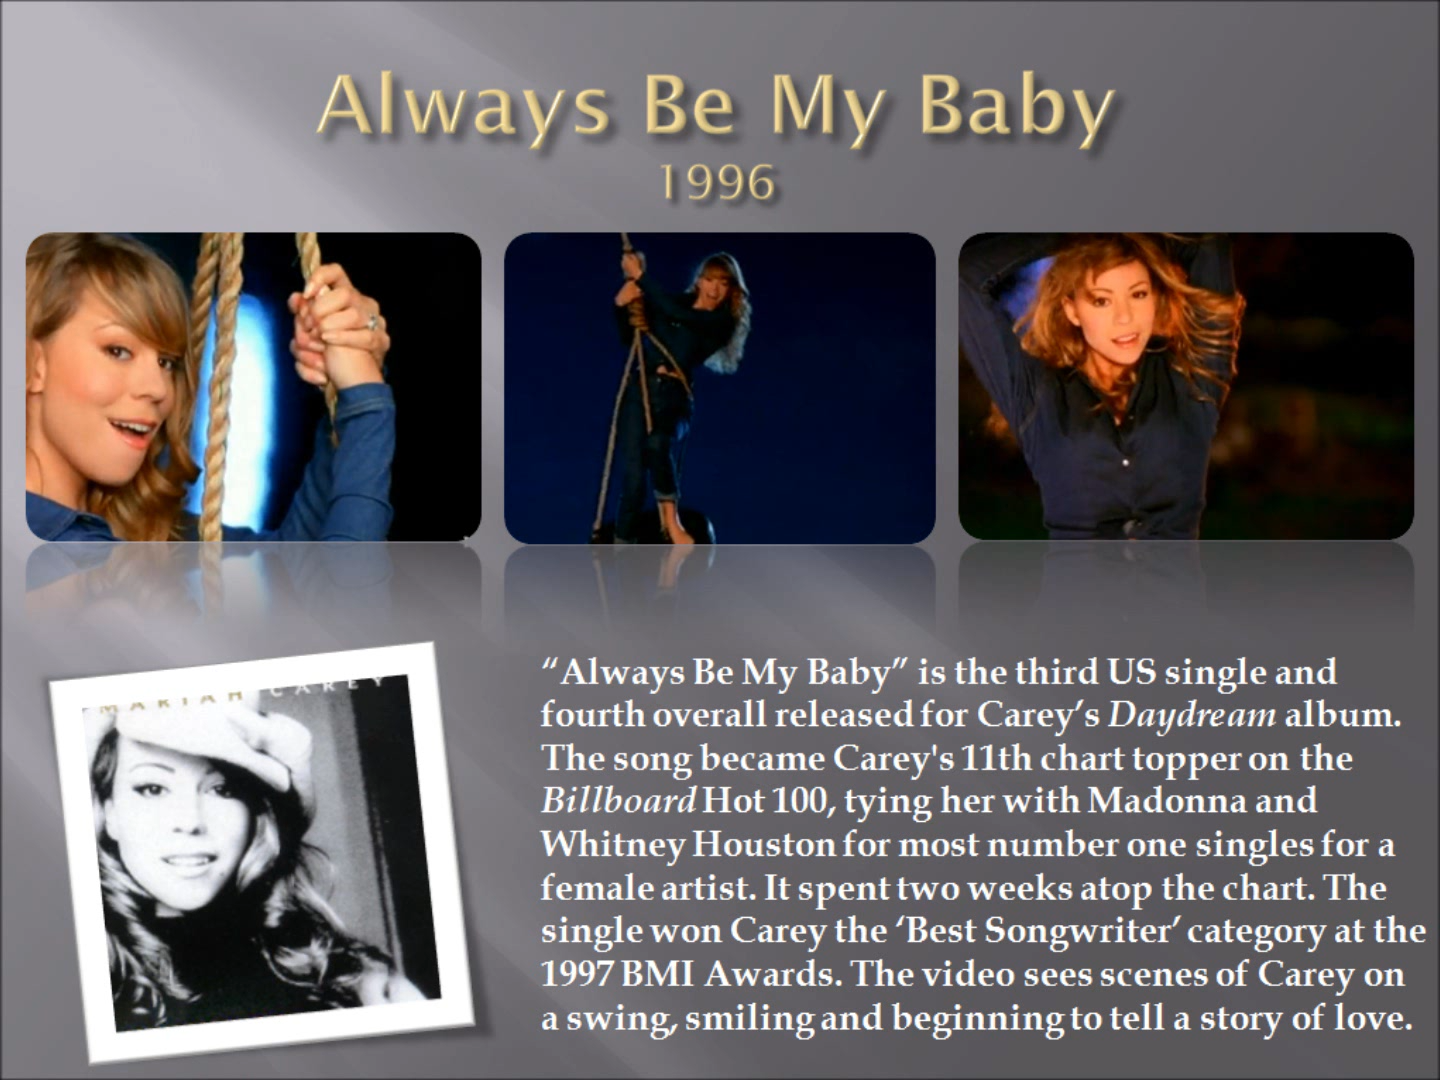 Always Be My Baby
1996
MARIAH CAREY
“Always Be My Baby” is the third US single and
fourth overall released for Carey’s Daydream album.
The song became Carey's 11th chart topper on the
Billboard Hot 100, tying her with Madonna and
Whitney Houston for most number one singles for a
female artist. It spent two weeks atop the chart. The
single won Carey the ‘Best Songwriter’ category at the
1997 BMI Awards. The video sees scenes of Carey on
a swing, smiling and beginning to tell a story of love.